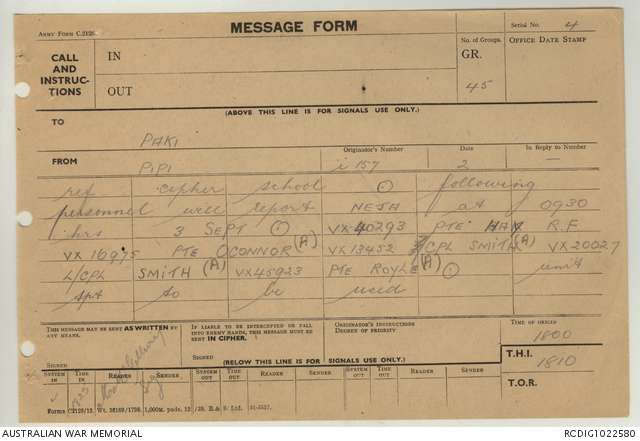 ARMY FORM C.2128.
MESSAGE FORM
Serial No. 4
CALL AND INSTRUCTIONS
IN
OUT
No. of Groups.
GR. 45
OFFICE DATE STAMP
(ABOVE THIS LINE IS FOR SIGNALS USE ONLY.)
TO PAKI
FROM PIPI
Originator's Number i 157
Date 2
In Reply to Number —
ref cipher school ⊙ following
personnel will report NEJA at 0930
hrs 3 SEPT ⊙ VX 40293 PTE HAY R.F
VX 16975 PTE OCONNOR (A) VX 13452 CPL SMITH (A) VX 20027
L/CPL SMITH (A) VX 45923 PTE ROYLE (A) ⊙ unit
spt to be used
THIS MESSAGE MAY BE SENT AS WRITTEN BY ANY MEANS.
SIGNED
IF LIABLE TO BE INTERCEPTED OR FALL INTO ENEMY HANDS, THIS MESSAGE MUST BE SENT IN CIPHER.
SIGNED
ORIGINATOR'S INSTRUCTIONS
DEGREE OF PRIORITY
TIME OF ORIGIN
1800
(BELOW THIS LINE IS FOR SIGNALS USE ONLY.)
T.H.I. 1810
T.O.R.
SYSTEM IN
TIME IN
READER
SENDER
SYSTEM OUT
TIME OUT
READER
SENDER
SYSTEM OUT
TIME OUT
READER
SENDER
AUSTRALIAN WAR MEMORIAL
RCDIG1022580